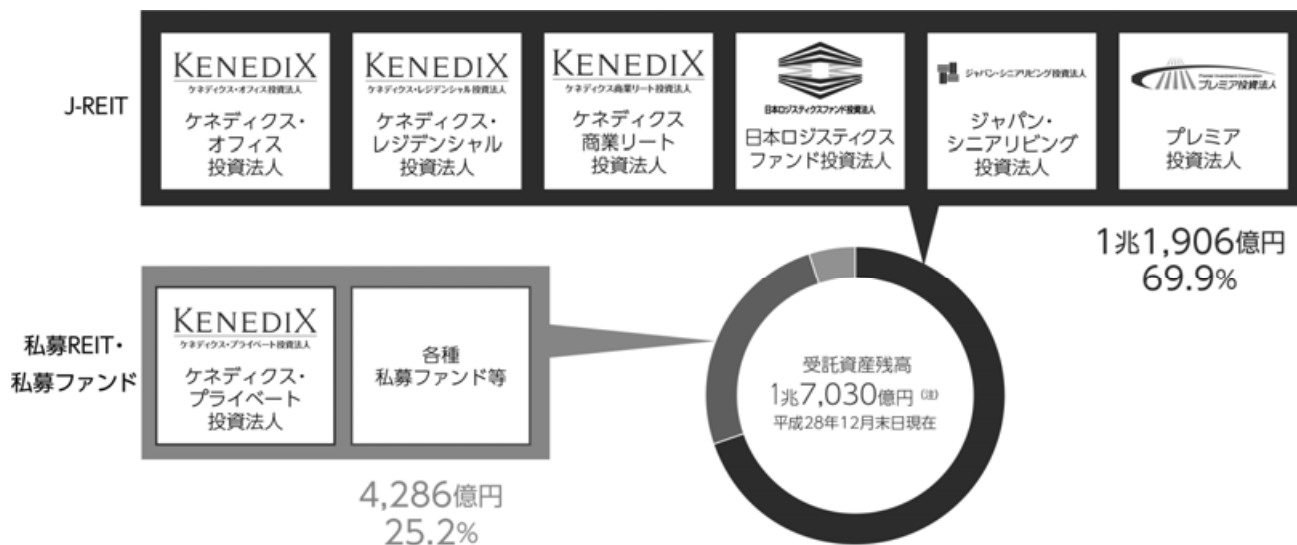 J-REIT
KENEDIX
ケネディクス・オフィス投資法人
ケネディクス・
オフィス
投資法人
KENEDIX
ケネディクス・レジデンシャル投資法人
ケネディクス・
レジデンシャル
投資法人
KENEDIX
ケネディクス商業リート投資法人
ケネディクス
商業リート
投資法人
日本ロジスティクスファンド投資法人
日本ロジスティクス
ファンド投資法人
ジャパン・シニアリビング投資法人
ジャパン・
シニアリビング
投資法人
Premier Investment Corporation
プレミア投資法人
プレミア
投資法人
1兆1,906億円
69.9%
私募REIT・
私募ファンド
KENEDIX
ケネディクス・プライベート投資法人
ケネディクス・
プライベート
投資法人
各種
私募ファンド等
4,286億円
25.2%
受託資産残高
1兆7,030億円 (注)
平成28年12月末日現在